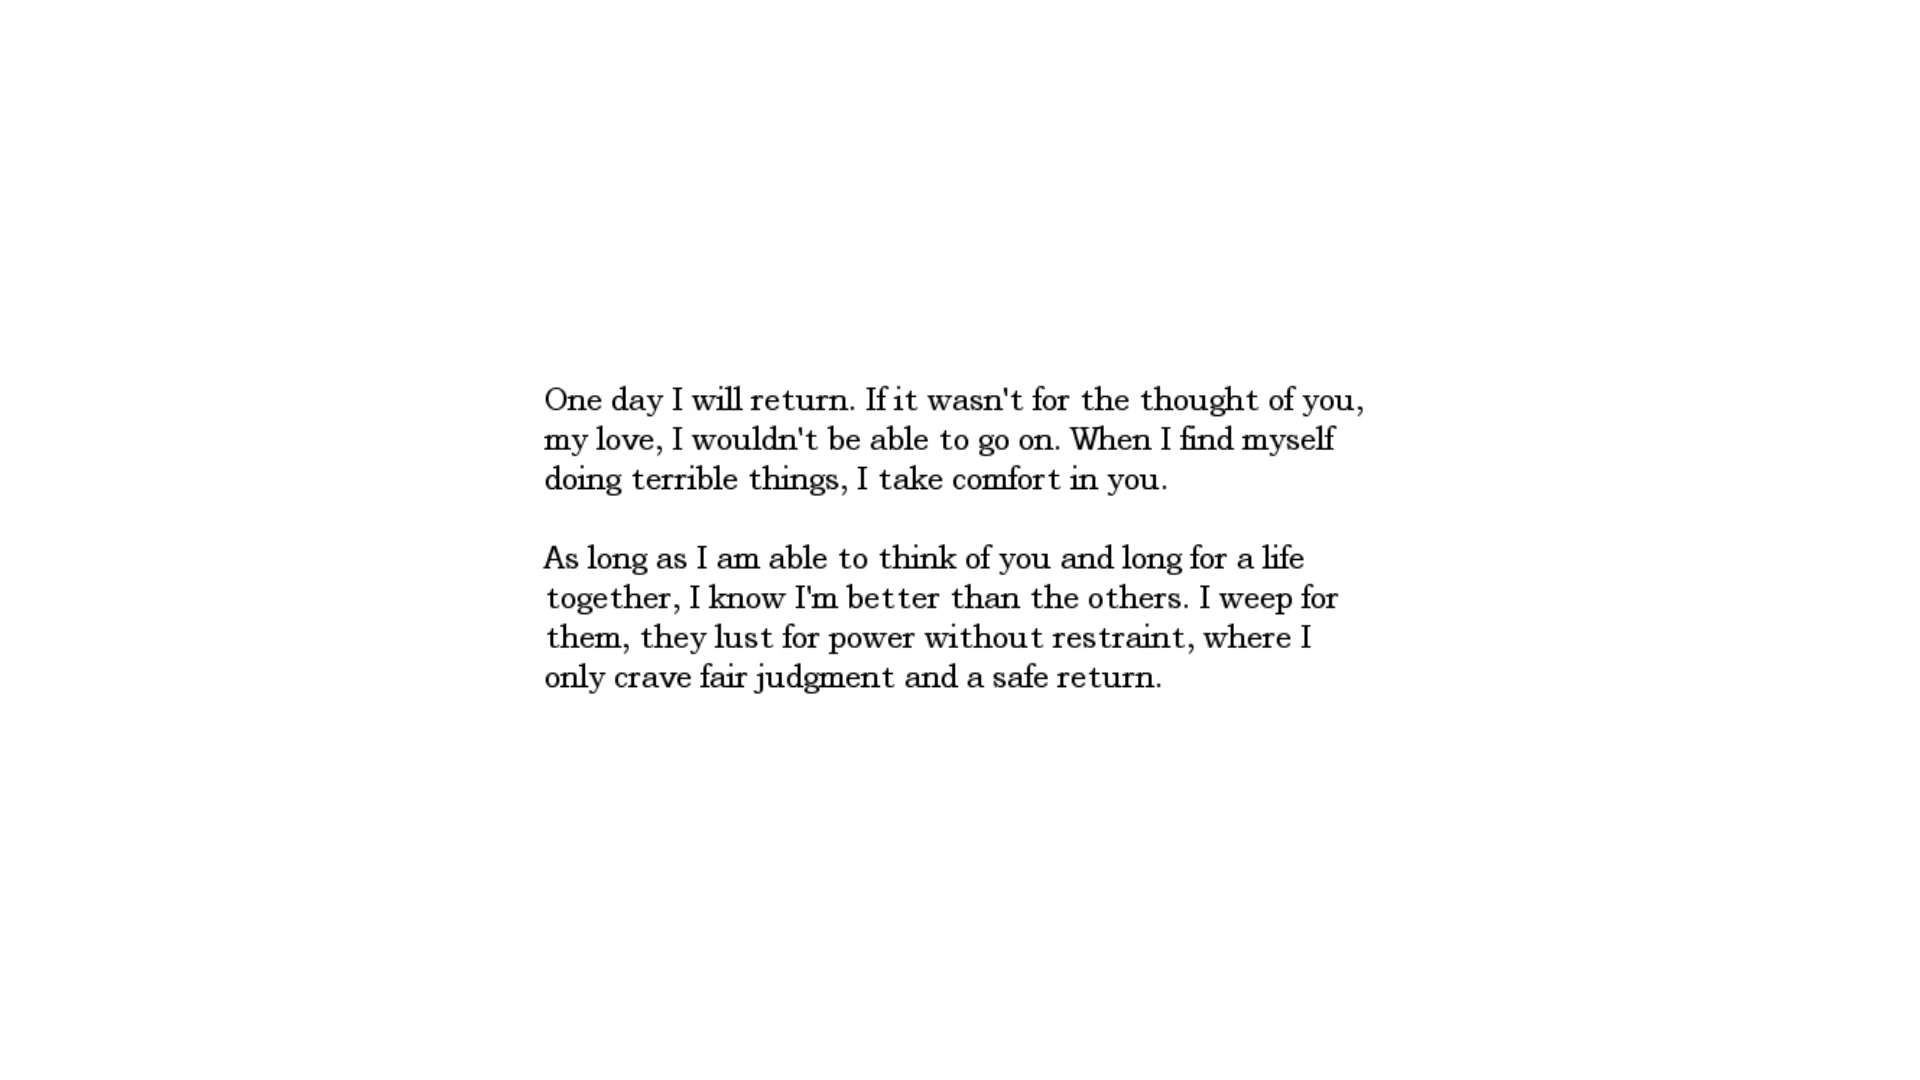 One day I will return. If it wasn't for the thought of you,
my love, I wouldn't be able to go on. When I find myself
doing terrible things, I take comfort in you.
As long as I am able to think of you and long for a life
together, I know I'm better than the others. I weep for
them, they lust for power without restraint, where I
only crave fair judgment and a safe return.